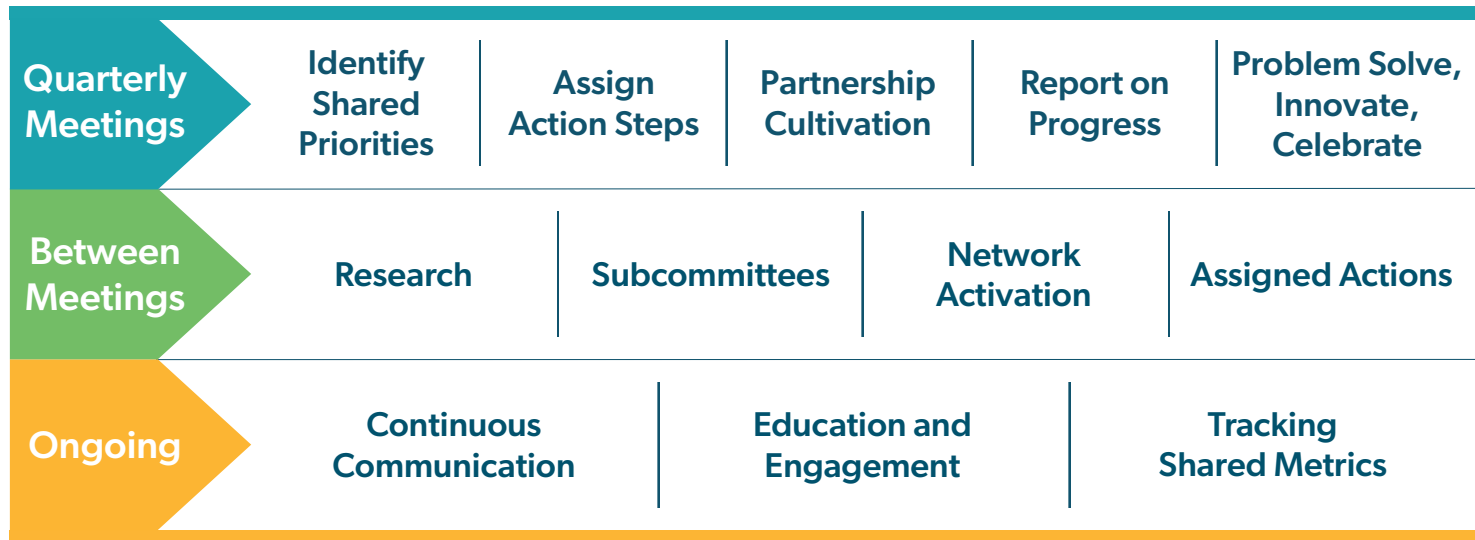 Quarterly
Meetings
Identify
Shared
Priorities
Assign
Action Steps
Partnership
Cultivation
Report on
Progress
Problem Solve,
Innovate,
Celebrate
Between
Meetings
Research
Subcommittees
Network
Activation
Assigned Actions
Ongoing
Continuous
Communication
Education and
Engagement
Tracking
Shared Metrics